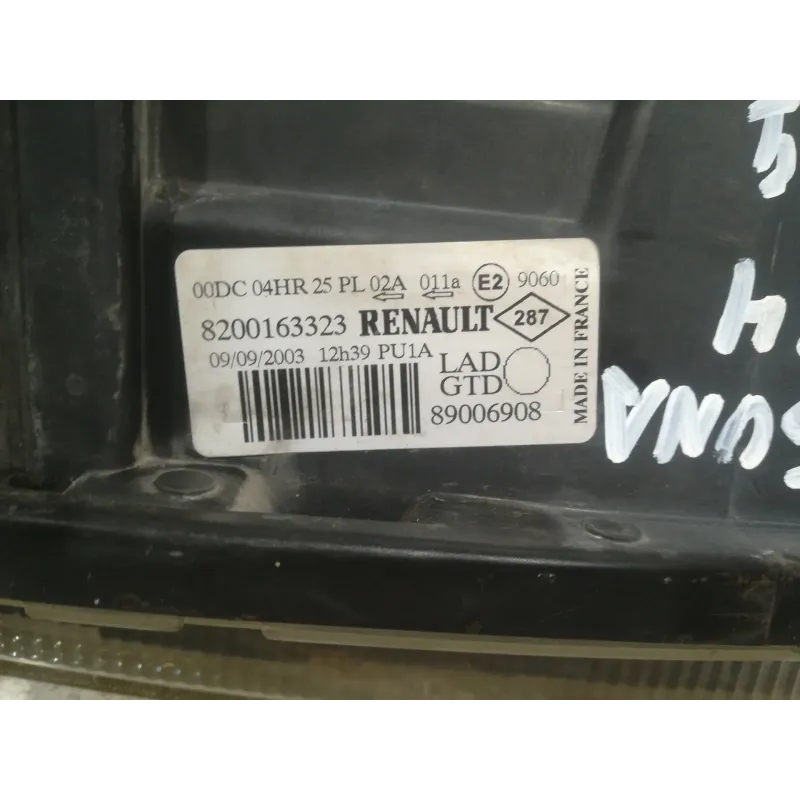 00DC 04HR 25 PL 02A 011a E2 9060
8200163323 RENAULT 287
09/09/2003 12h39 PU1A
LAD
GTD
89006908
MADE IN FRANCE